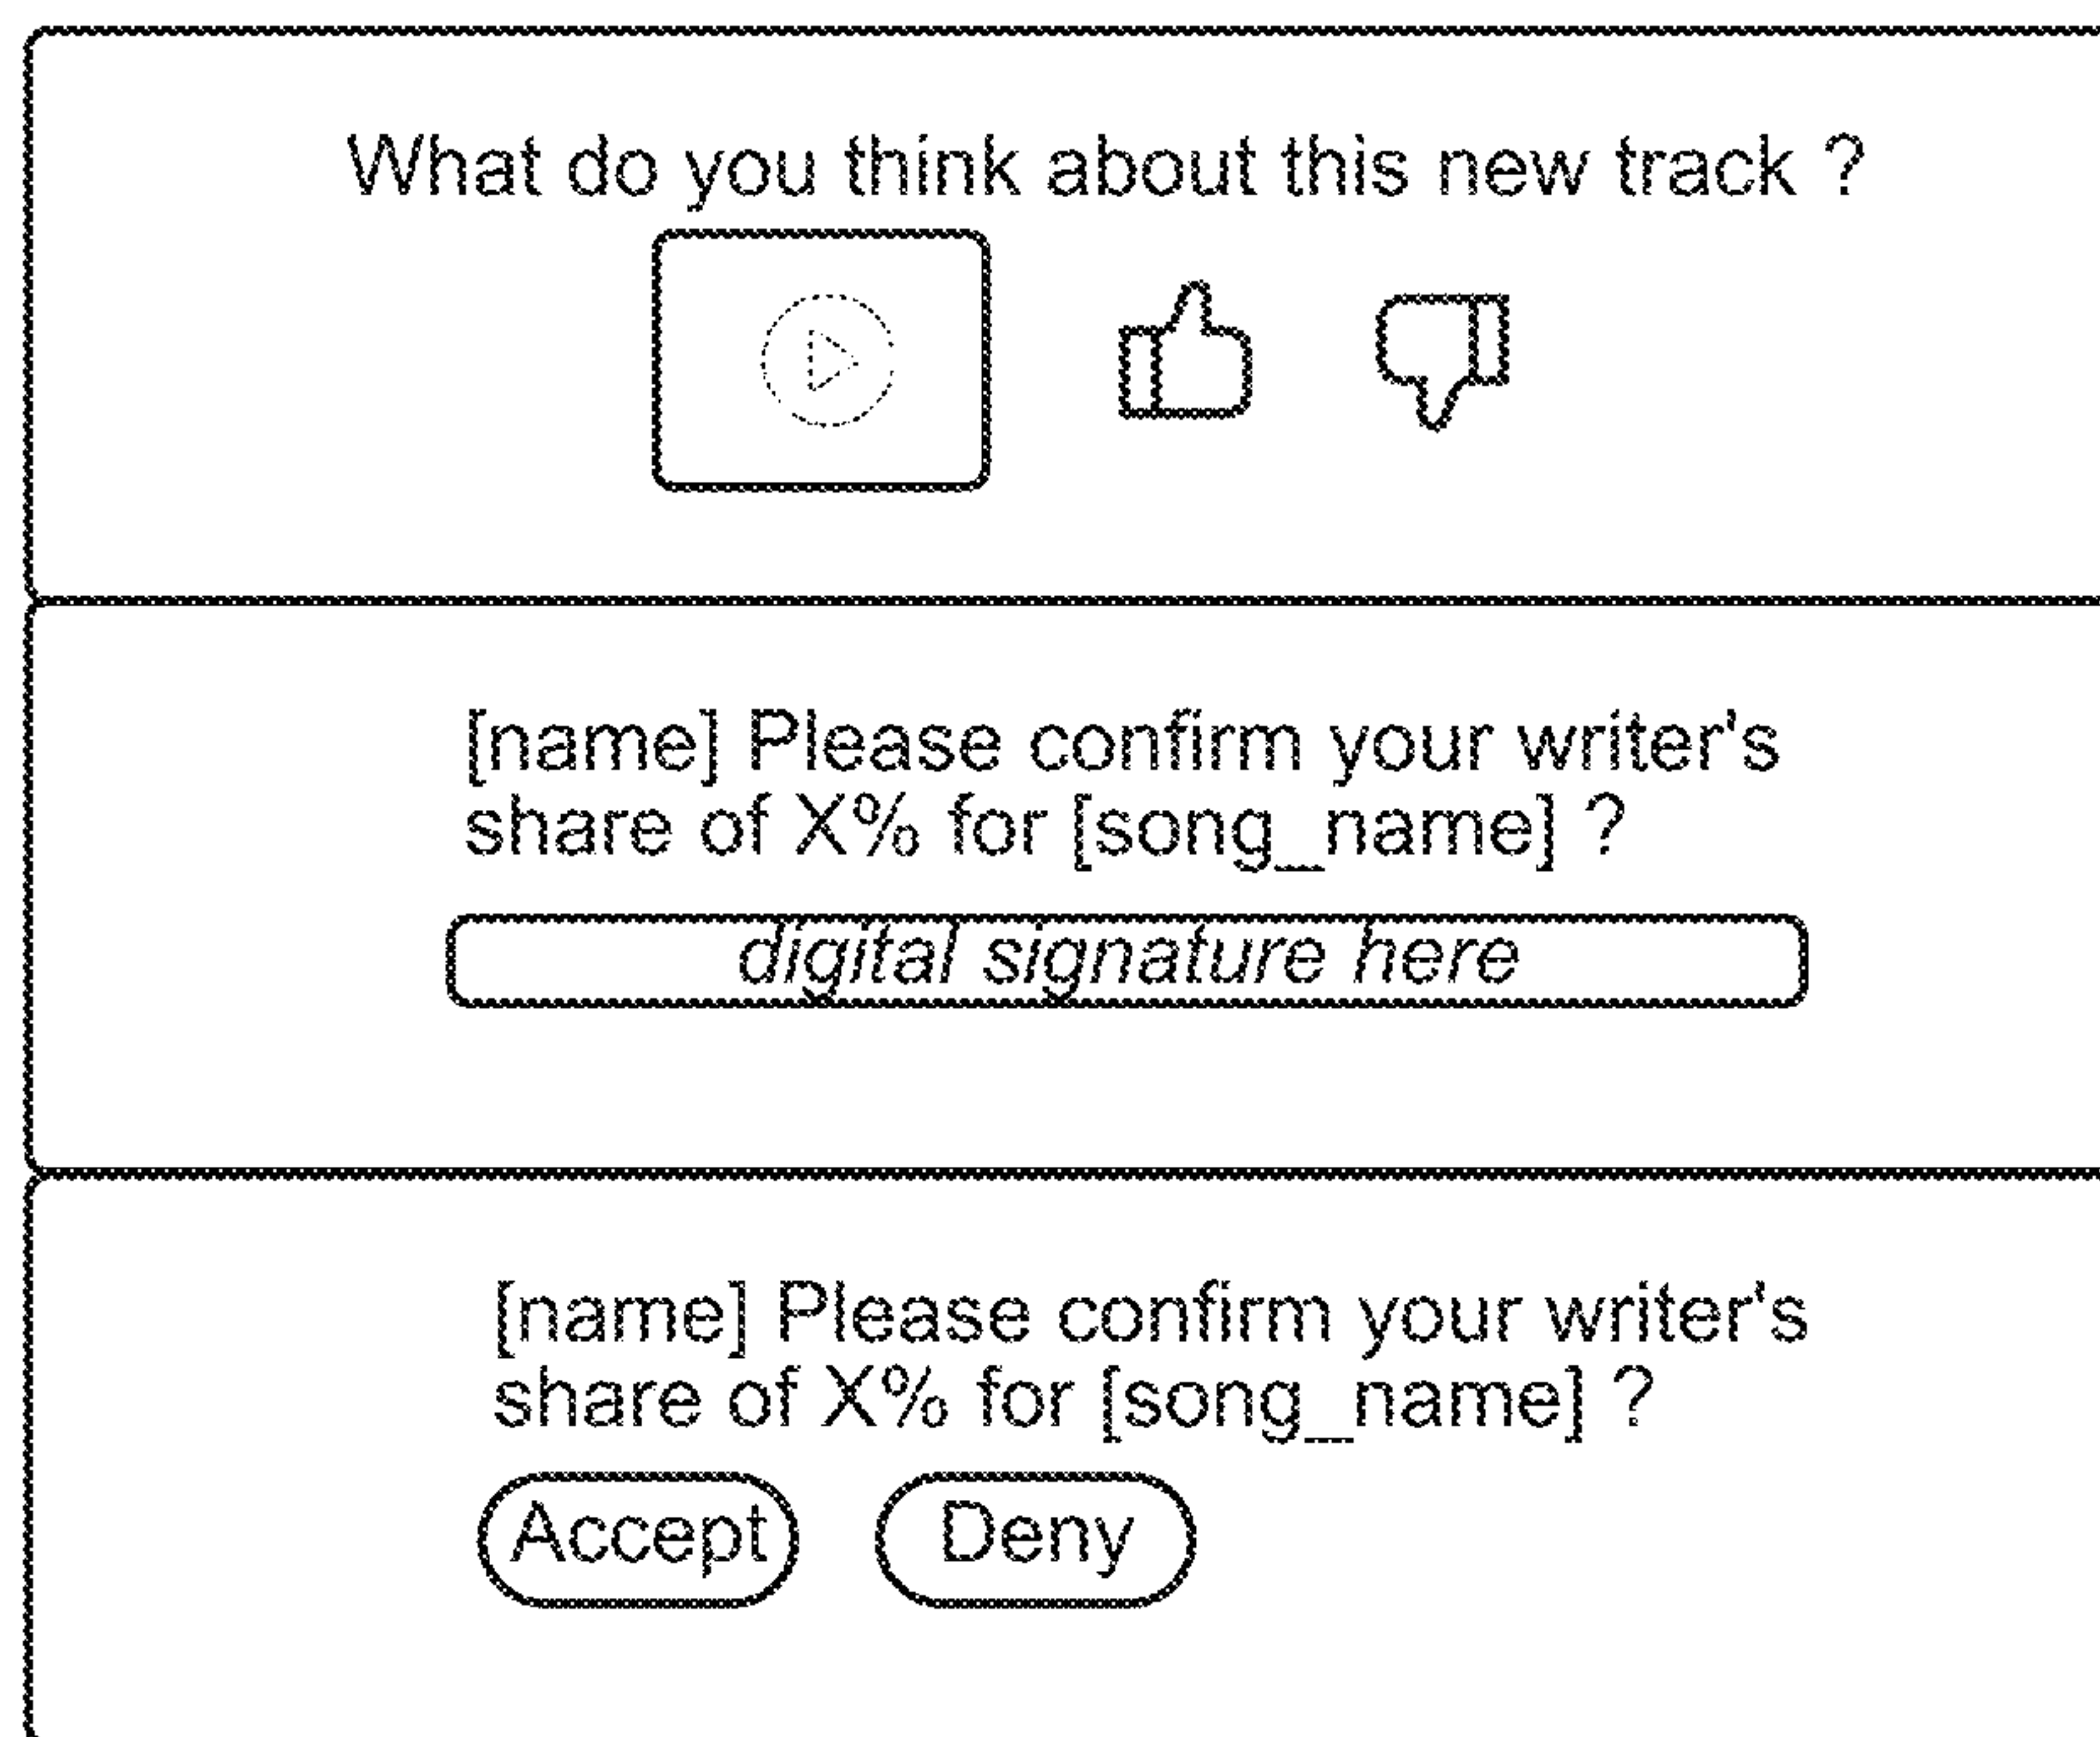 What do you think about this new track ?
[name] Please confirm your writer's
share of X% for [song_name] ?
digital signature here
[name] Please confirm your writer's
share of X% for [song_name] ?
Accept Deny